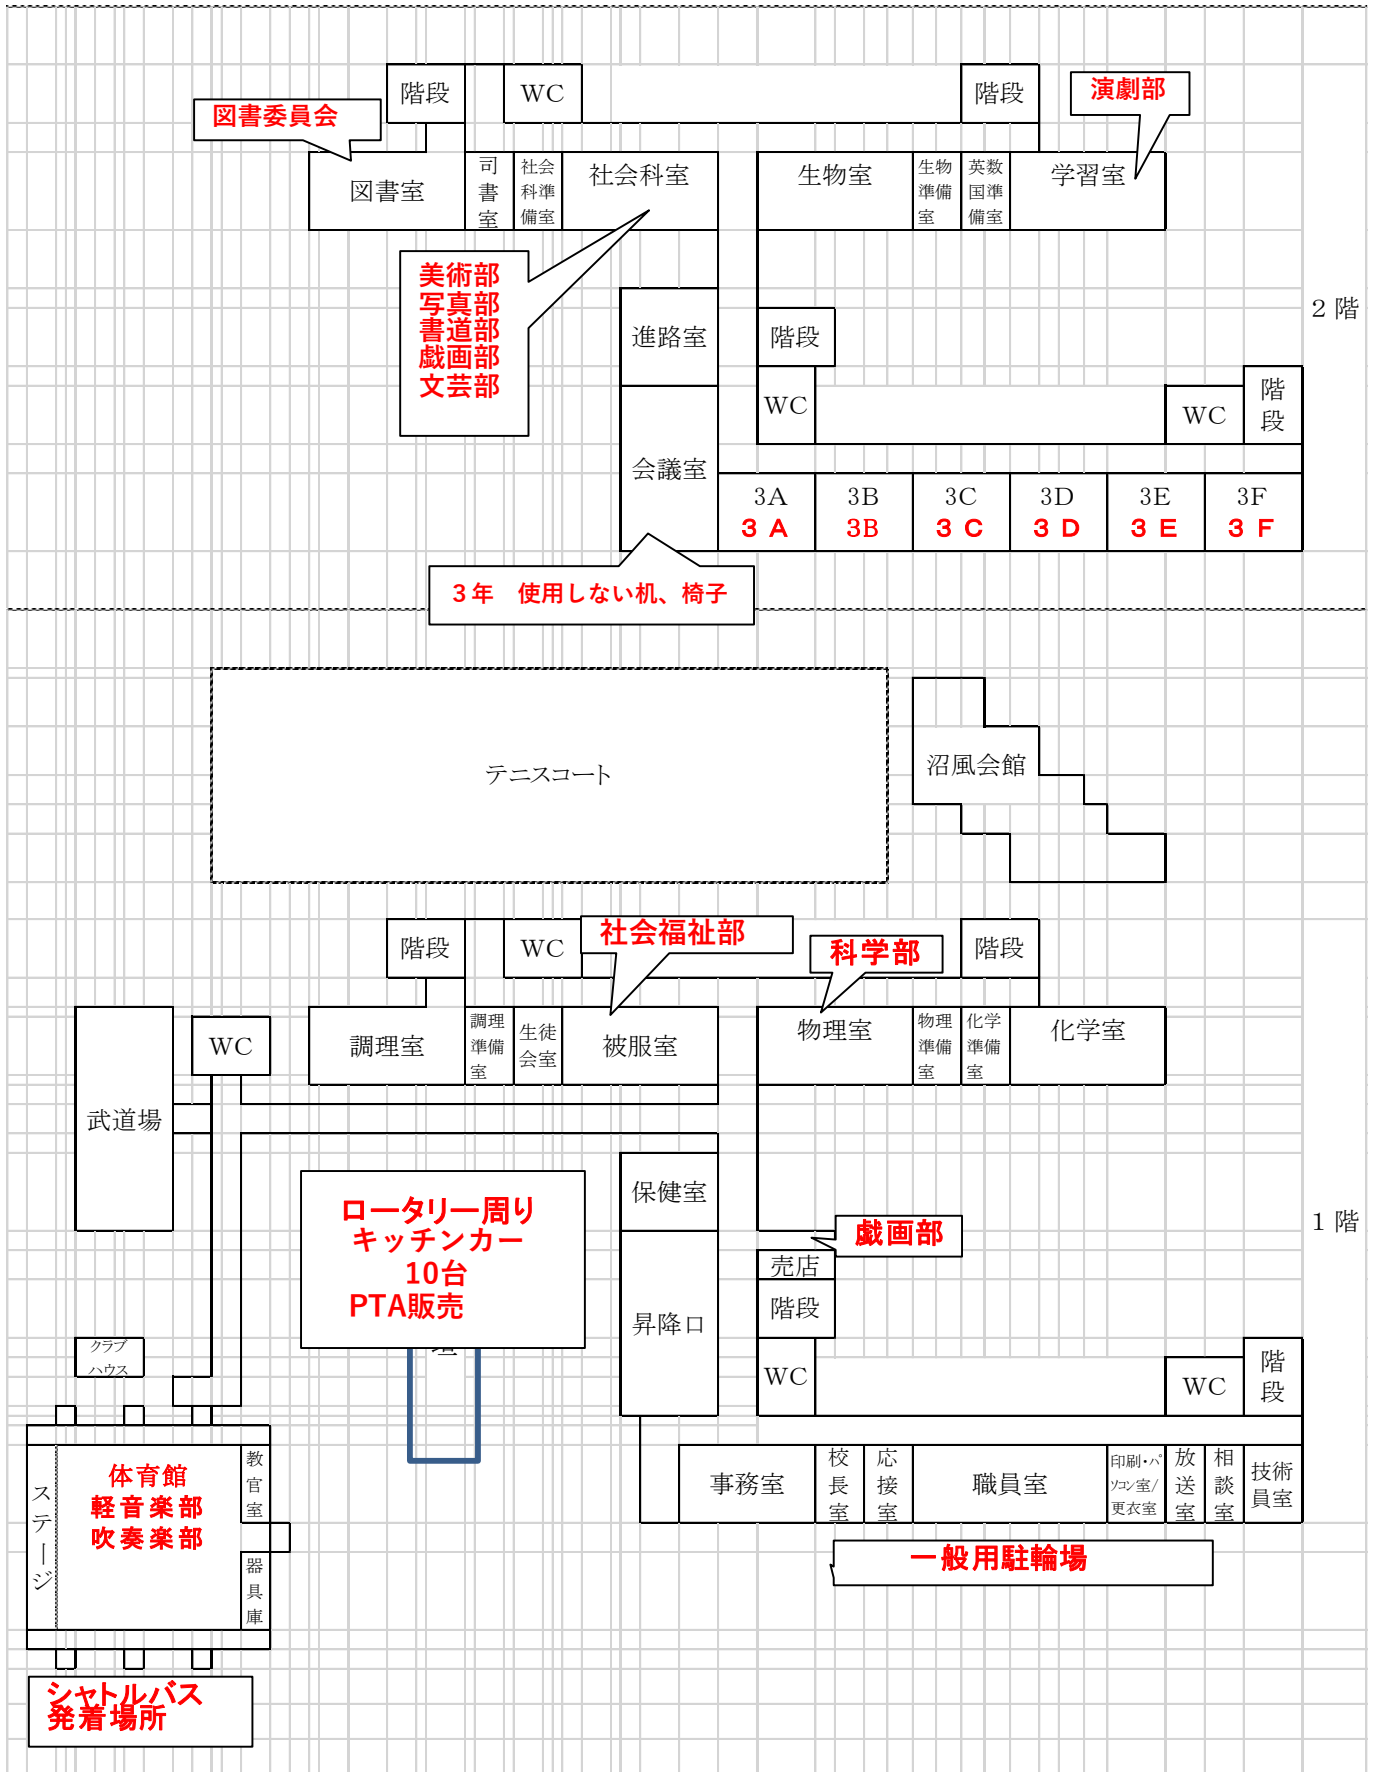 階段
WC
階段
演劇部
図書委員会
図書室
司書室
社会
科準
備室
社会科室
生物室
生物
準備
室
英数
国準
備室
学習室
美術部
写真部
書道部
戯画部
文芸部
進路室
階段
2階
WC
WC
階段
会議室
3A
3B
3C
3D
3E
3F
３A
3B
３C
３D
３E
３F
３年　使用しない机、椅子
テニスコート
沼風会館
階段
WC
社会福祉部
科学部
階段
武道場
WC
調理室
調理
準備
室
生徒
会室
被服室
物理室
物理
準備
室
化学
準備
室
化学室
保健室
1階
ロータリー周り
キッチンカー
10台
PTA販売
戯画部
売店
階段
昇降口
クラブ
ハウス
WC
WC
階段
ステージ
体育館
軽音楽部
吹奏楽部
教官室
器具庫
事務室
校長室
応接室
職員室
印刷・パ
ソコン室/
更衣室
放送室
相談室
技術
員室
一般用駐輪場
シャトルバス
発着場所